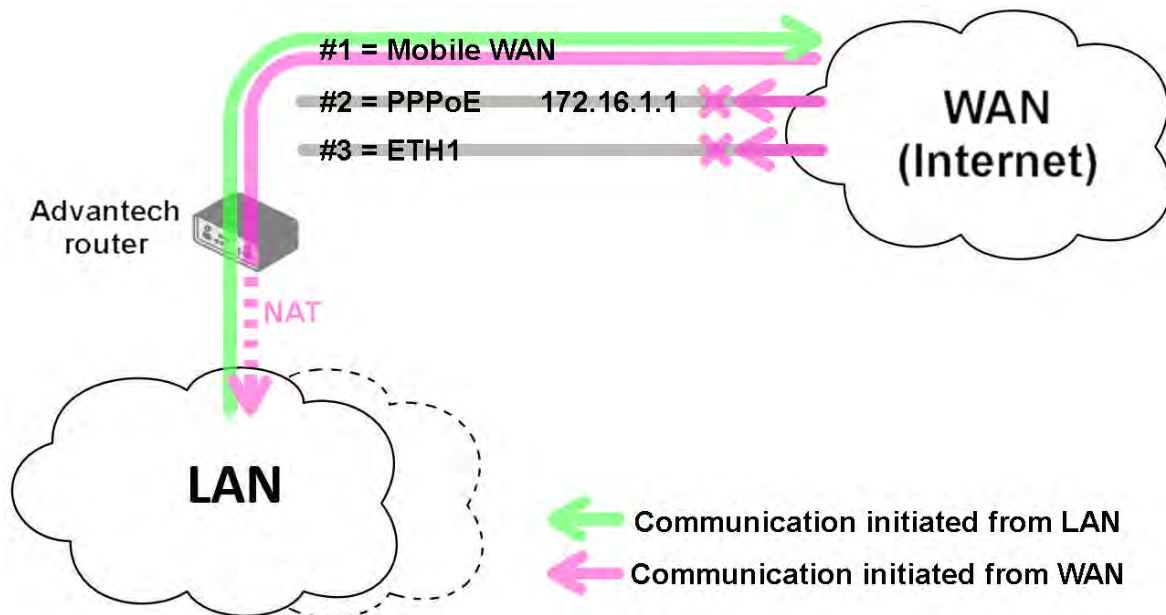 #1 = Mobile WAN
#2 = PPPoE 172.16.1.1
#3 = ETH1
WAN
(Internet)
Advantech
router
NAT
LAN
Communication initiated from LAN
Communication initiated from WAN